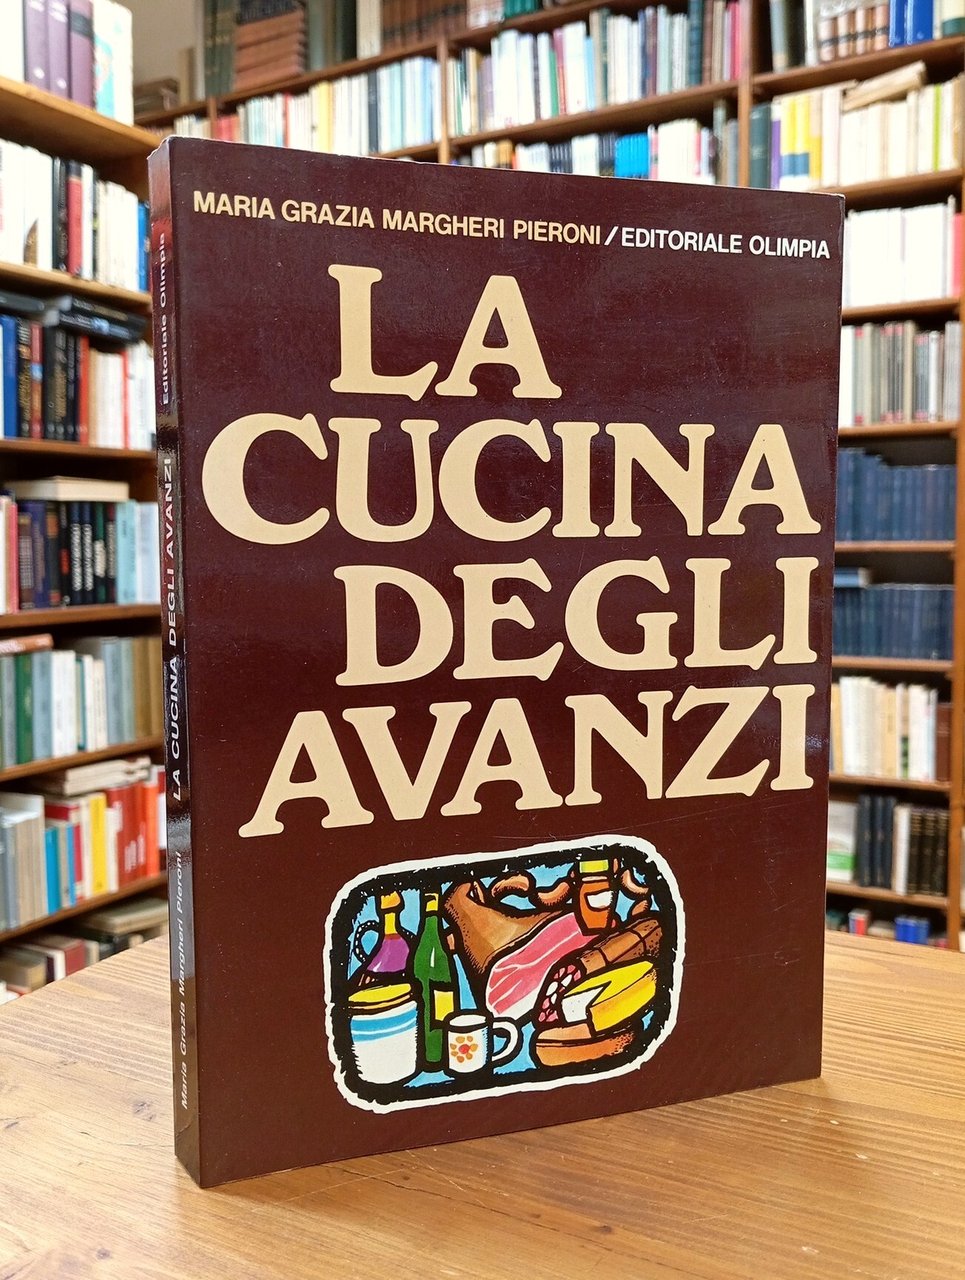 MARIA GRAZIA MARGHERI PIERONI/EDITORIALE OLIMPIA
LA
CUCINA
DEGLI
AVANZI
Maria Grazia Margheri Pieroni LA CUCINA DEGLI AVANZI Editoriale Olimpia